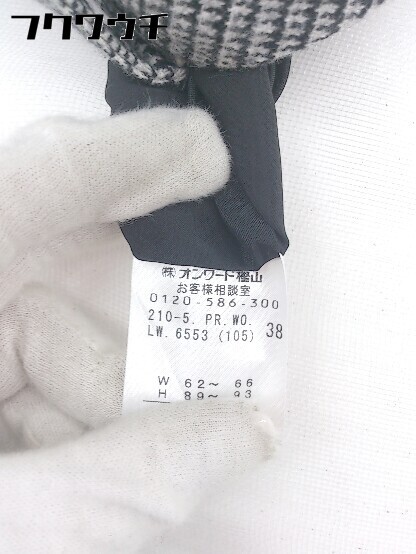 フクウウチ
㈱オンワード樫山
お客様相談室
0120-586-300
210-5. PR.WO.
LW.6553 (105) 38
W 62～ 66
H 89～ 93